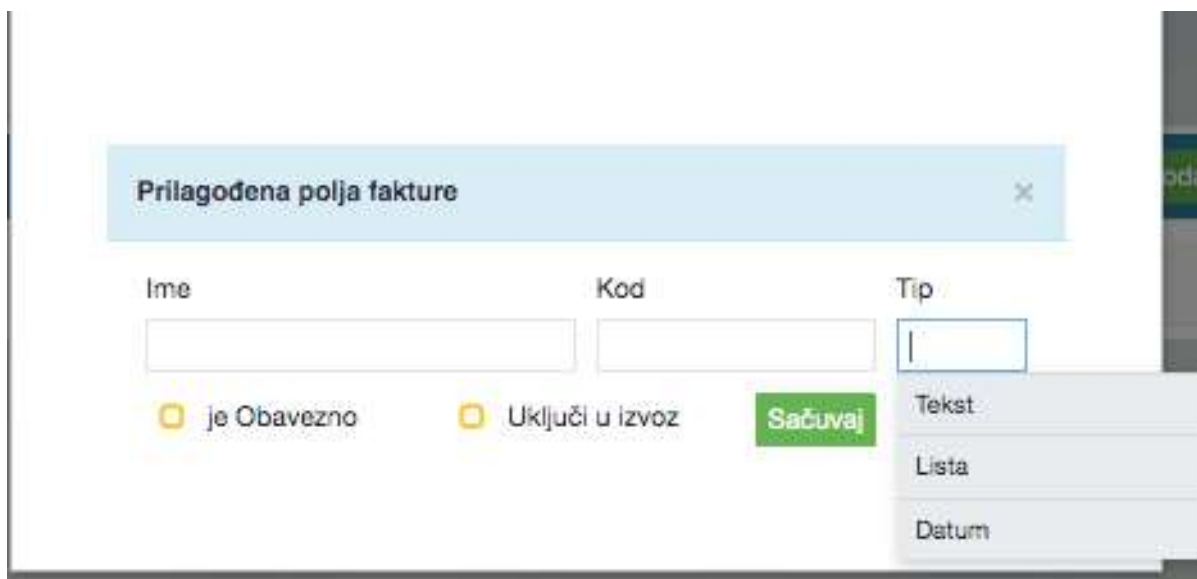 Prilagođena polja fakture
Ime Kod Tip
je Obavezno Uključi u izvoz Sačuvaj
Tekst
Lista
Datum